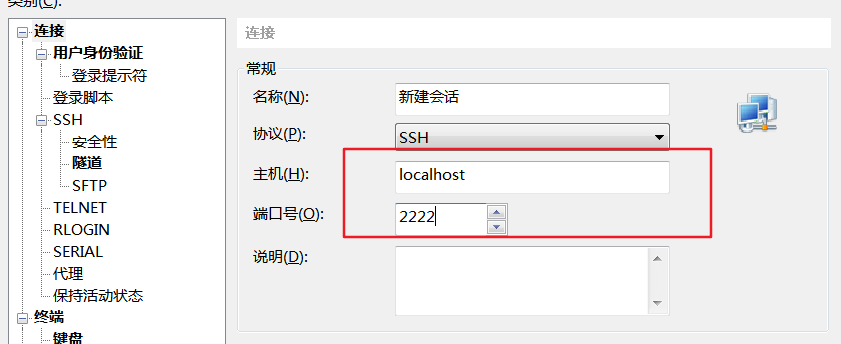 类别(C):
连接
用户身份验证
登录提示符
登录脚本
SSH
安全性
隧道
SFTP
TELNET
RLOGIN
SERIAL
代理
保持活动状态
终端
键盘
连接
常规
名称(N):
新建会话
协议(P):
SSH
主机(H):
localhost
端口号(O):
2222
说明(D):